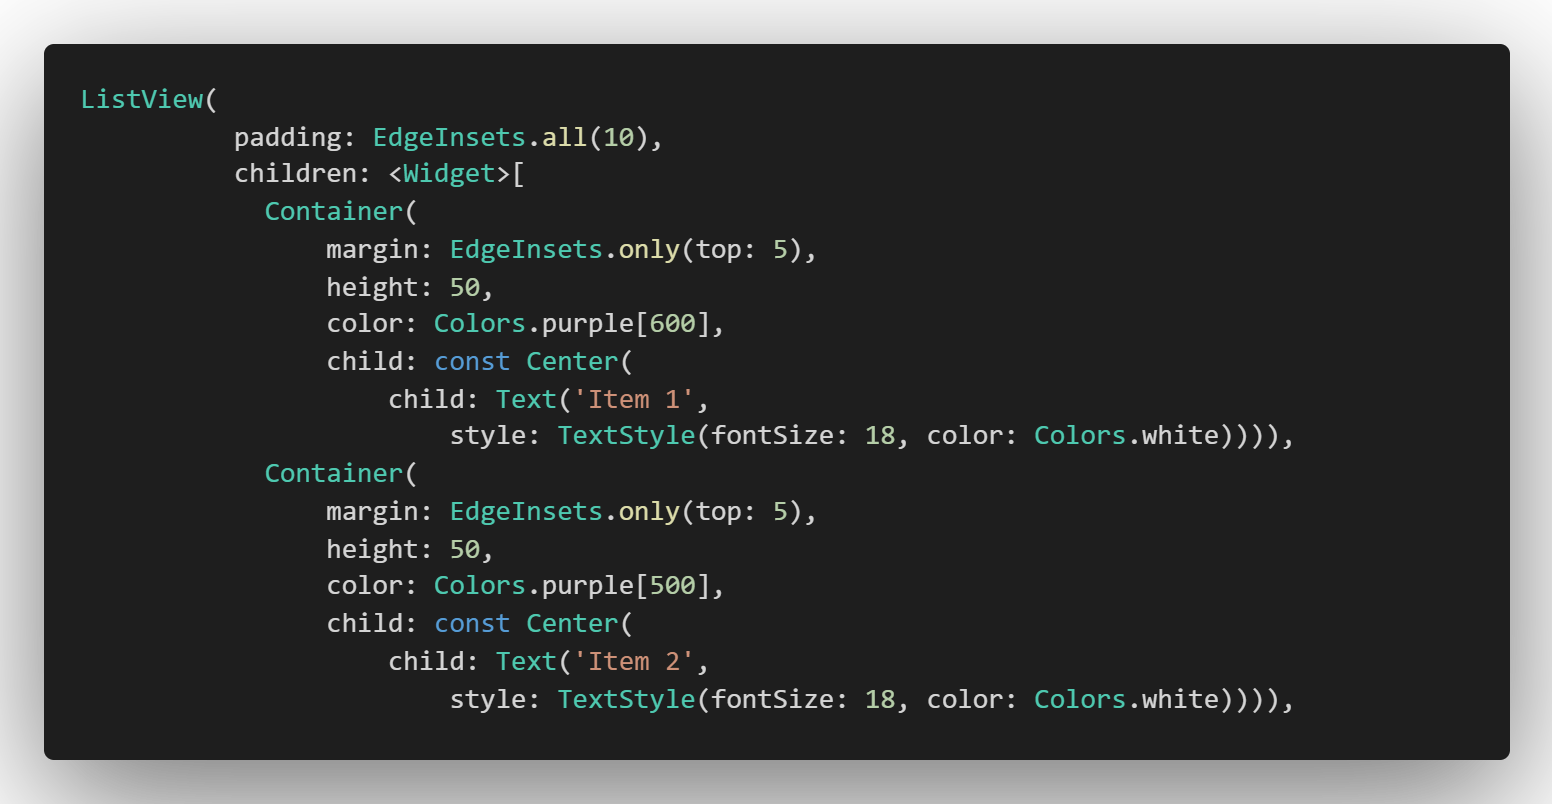 ListView(
          padding: EdgeInsets.all(10),
          children: <Widget>[
            Container(
                margin: EdgeInsets.only(top: 5),
                height: 50,
                color: Colors.purple[600],
                child: const Center(
                    child: Text('Item 1',
                        style: TextStyle(fontSize: 18, color: Colors.white)))),
            Container(
                margin: EdgeInsets.only(top: 5),
                height: 50,
                color: Colors.purple[500],
                child: const Center(
                    child: Text('Item 2',
                        style: TextStyle(fontSize: 18, color: Colors.white)))),